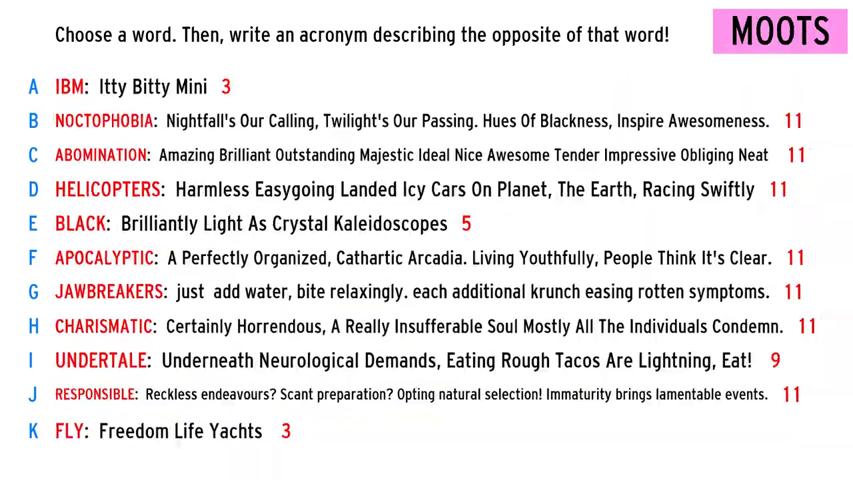 Choose a word. Then, write an acronym describing the opposite of that word!
MOOTS
A IBM: Itty Bitty Mini 3
B NOCTOPHOBIA: Nightfall's Our Calling, Twilight's Our Passing. Hues Of Blackness, Inspire Awesomeness. 11
C ABOMINATION: Amazing Brilliant Outstanding Majestic Ideal Nice Awesome Tender Impressive Obliging Neat 11
D HELICOPTERS: Harmless Easygoing Landed Icy Cars On Planet, The Earth, Racing Swiftly 11
E BLACK: Brilliantly Light As Crystal Kaleidoscopes 5
F APOCALYPTIC: A Perfectly Organized, Cathartic Arcadia. Living Youthfully, People Think It's Clear. 11
G JAWBREAKERS: just add water, bite relaxingly. each additional krunch easing rotten symptoms. 11
H CHARISMATIC: Certainly Horrendous, A Really Insufferable Soul Mostly All The Individuals Condemn. 11
I UNDERTALE: Underneath Neurological Demands, Eating Rough Tacos Are Lightning, Eat! 9
J RESPONSIBLE: Reckless endeavours? Scant preparation? Opting natural selection! Immaturity brings lamentable events. 11
K FLY: Freedom Life Yachts 3